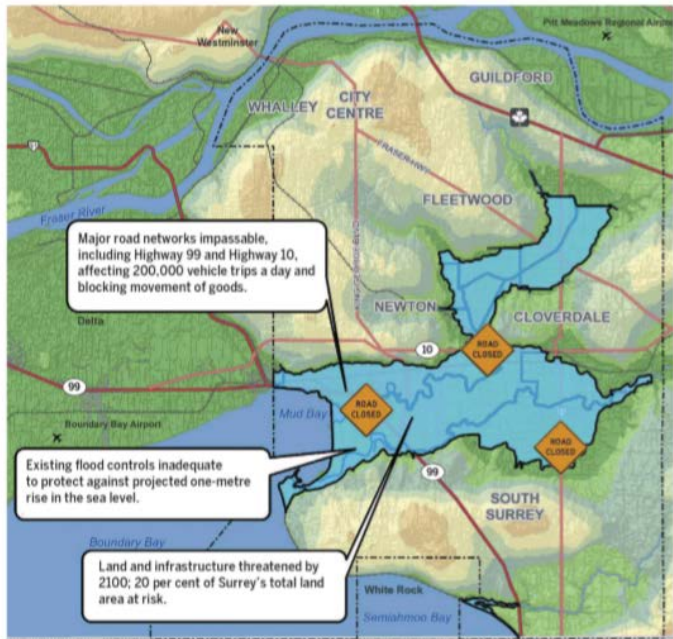 New
Westminster
Pitt Meadows Regional Airport
GUILDFORD
WHALLEY
CITY
CENTRE
FRASER HWY
FLEETWOOD
Fraser River
Major road networks impassable,
including Highway 99 and Highway 10,
affecting 200,000 vehicle trips a day and
blocking movement of goods.
NEWTON
CLOVERDALE
Delta
10
ROAD
CLOSED
99
Mud Bay
ROAD
CLOSED
Boundary Bay Airport
ROAD
CLOSED
Existing flood controls inadequate
to protect against projected one-metre
rise in the sea level.
99
SOUTH
SURREY
Boundary Bay
Land and infrastructure threatened by
2100; 20 per cent of Surrey's total land
area at risk.
White Rock
Semiahmoo Bay